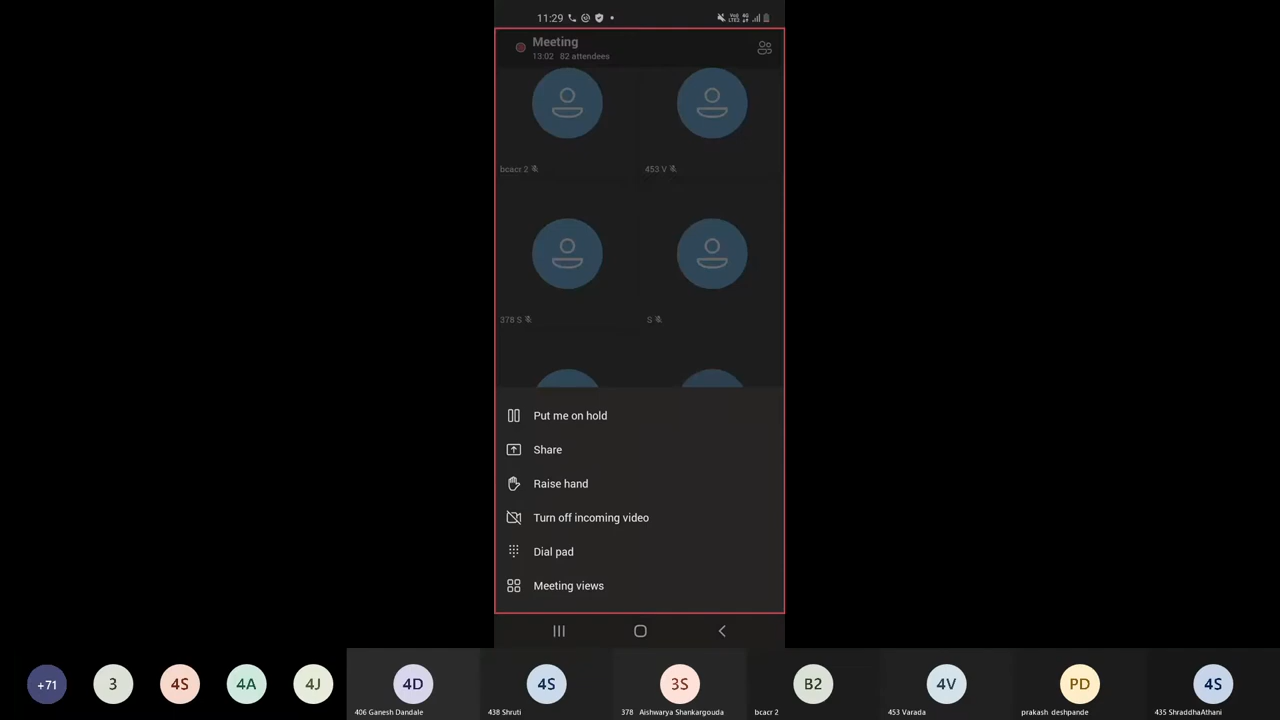 11:29
Meeting
13:02 82 attendees
bcacr 2
453 V
378 S
S
Put me on hold
Share
Raise hand
Turn off incoming video
Dial pad
Meeting views
+71
3
4S
4A
4J
4D
4S
3S
B2
4V
PD
4S
406 Ganesh Dandale
438 Shruti
378 Aishwarya Shankargouda
bcacr 2
453 Varada
prakash deshpande
435 ShraddhaAthani